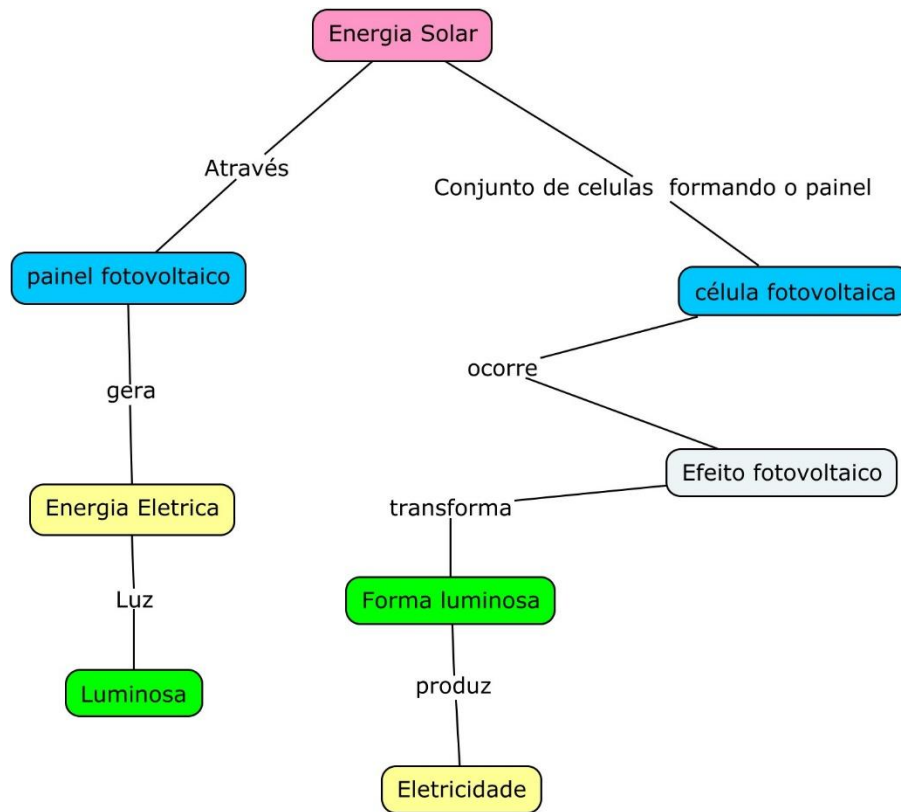 Energia Solar
Através
Conjunto de celulas  formando o painel
painel fotovoltaico
célula fotovoltaica
ocorre
gera
Efeito fotovoltaico
Energia Eletrica
transforma
Luz
Forma luminosa
Luminosa
produz
Eletricidade